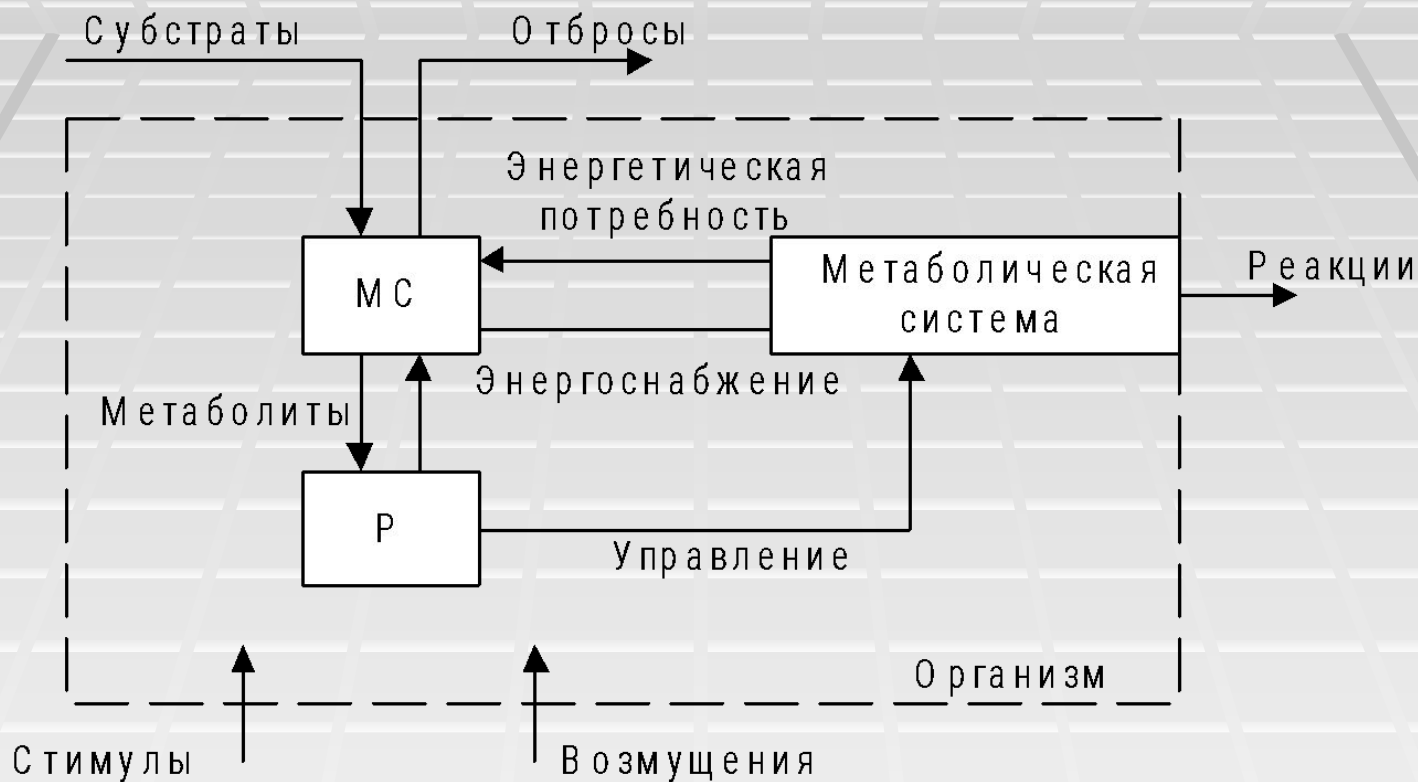 Субстраты
Отбросы
Энергетическая
потребность
МС
Метаболическая
система
Реакции
Энергоснабжение
Метаболиты
Р
Управление
Организм
Стимулы
Возмущения